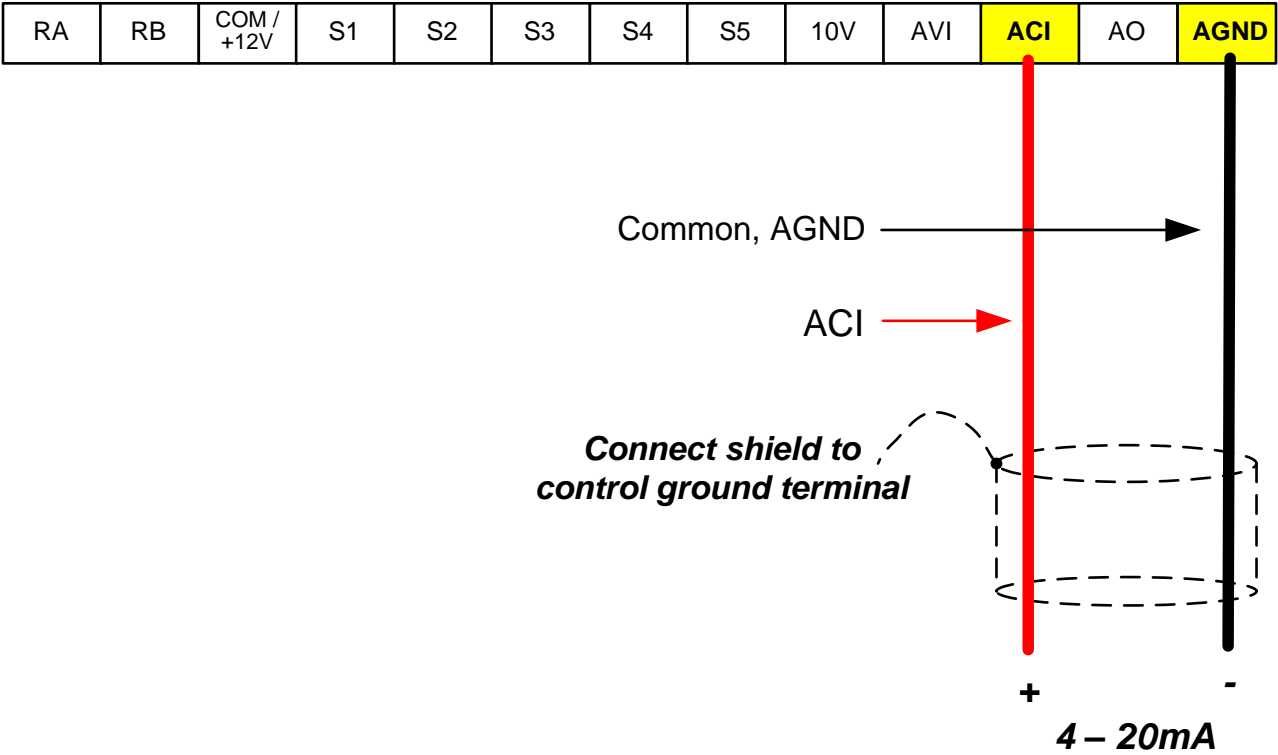 RA RB COM / +12V S1 S2 S3 S4 S5 10V AVI ACI AO AGND
Common, AGND
ACI
Connect shield to
control ground terminal
+ -
4 – 20mA